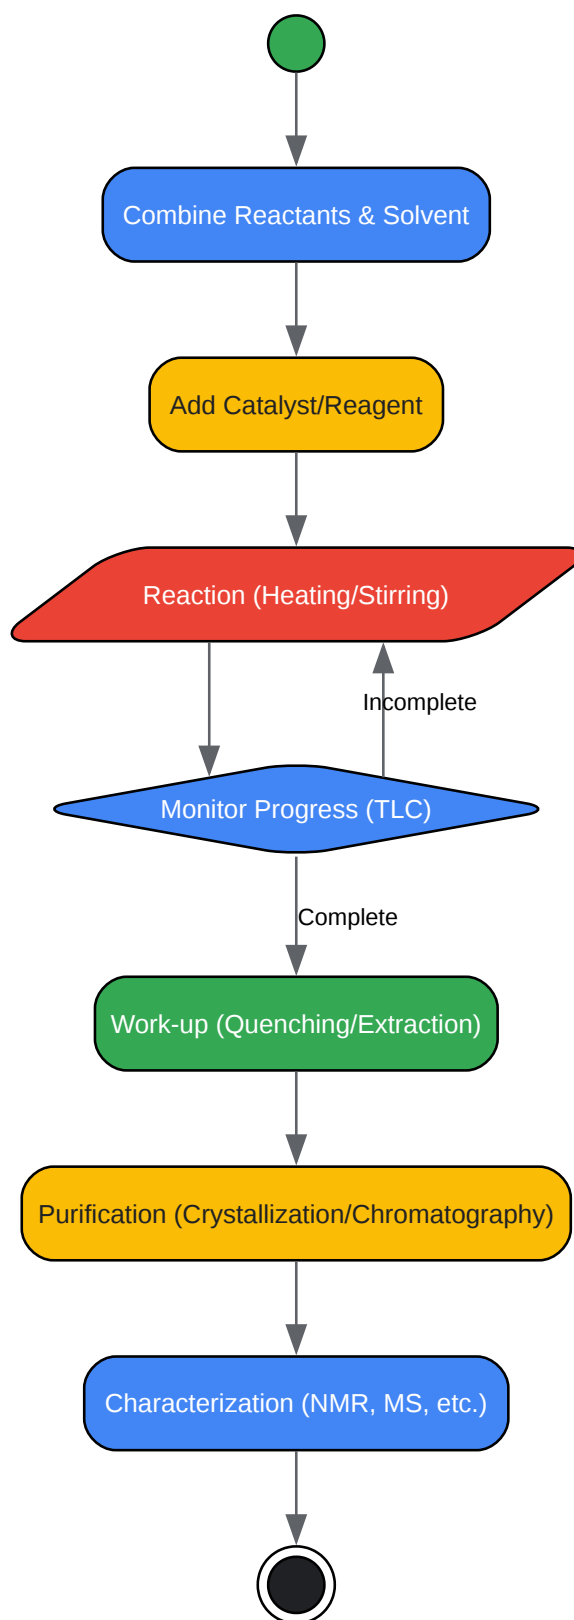 Combine Reactants & Solvent
Add Catalyst/Reagent
Reaction (Heating/Stirring)
Incomplete
Monitor Progress (TLC)
Complete
Work-up (Quenching/Extraction)
Purification (Crystallization/Chromatography)
Characterization (NMR, MS, etc.)